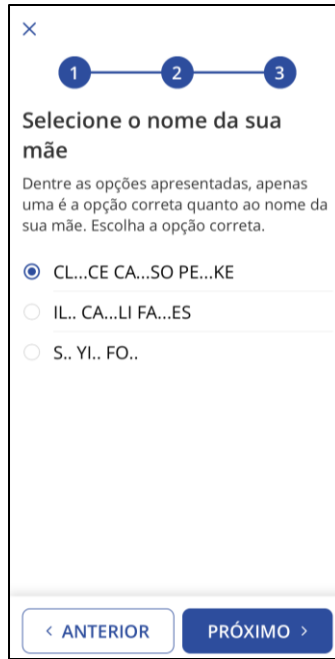 1 2 3
Selecione o nome da sua
mãe
Dentre as opções apresentadas, apenas
uma é a opção correta quanto ao nome da
sua mãe. Escolha a opção correta.
CL...CE CA...SO PE...KE
IL.. CA...LI FA...ES
S.. YI.. FO..
< ANTERIOR PRÓXIMO >